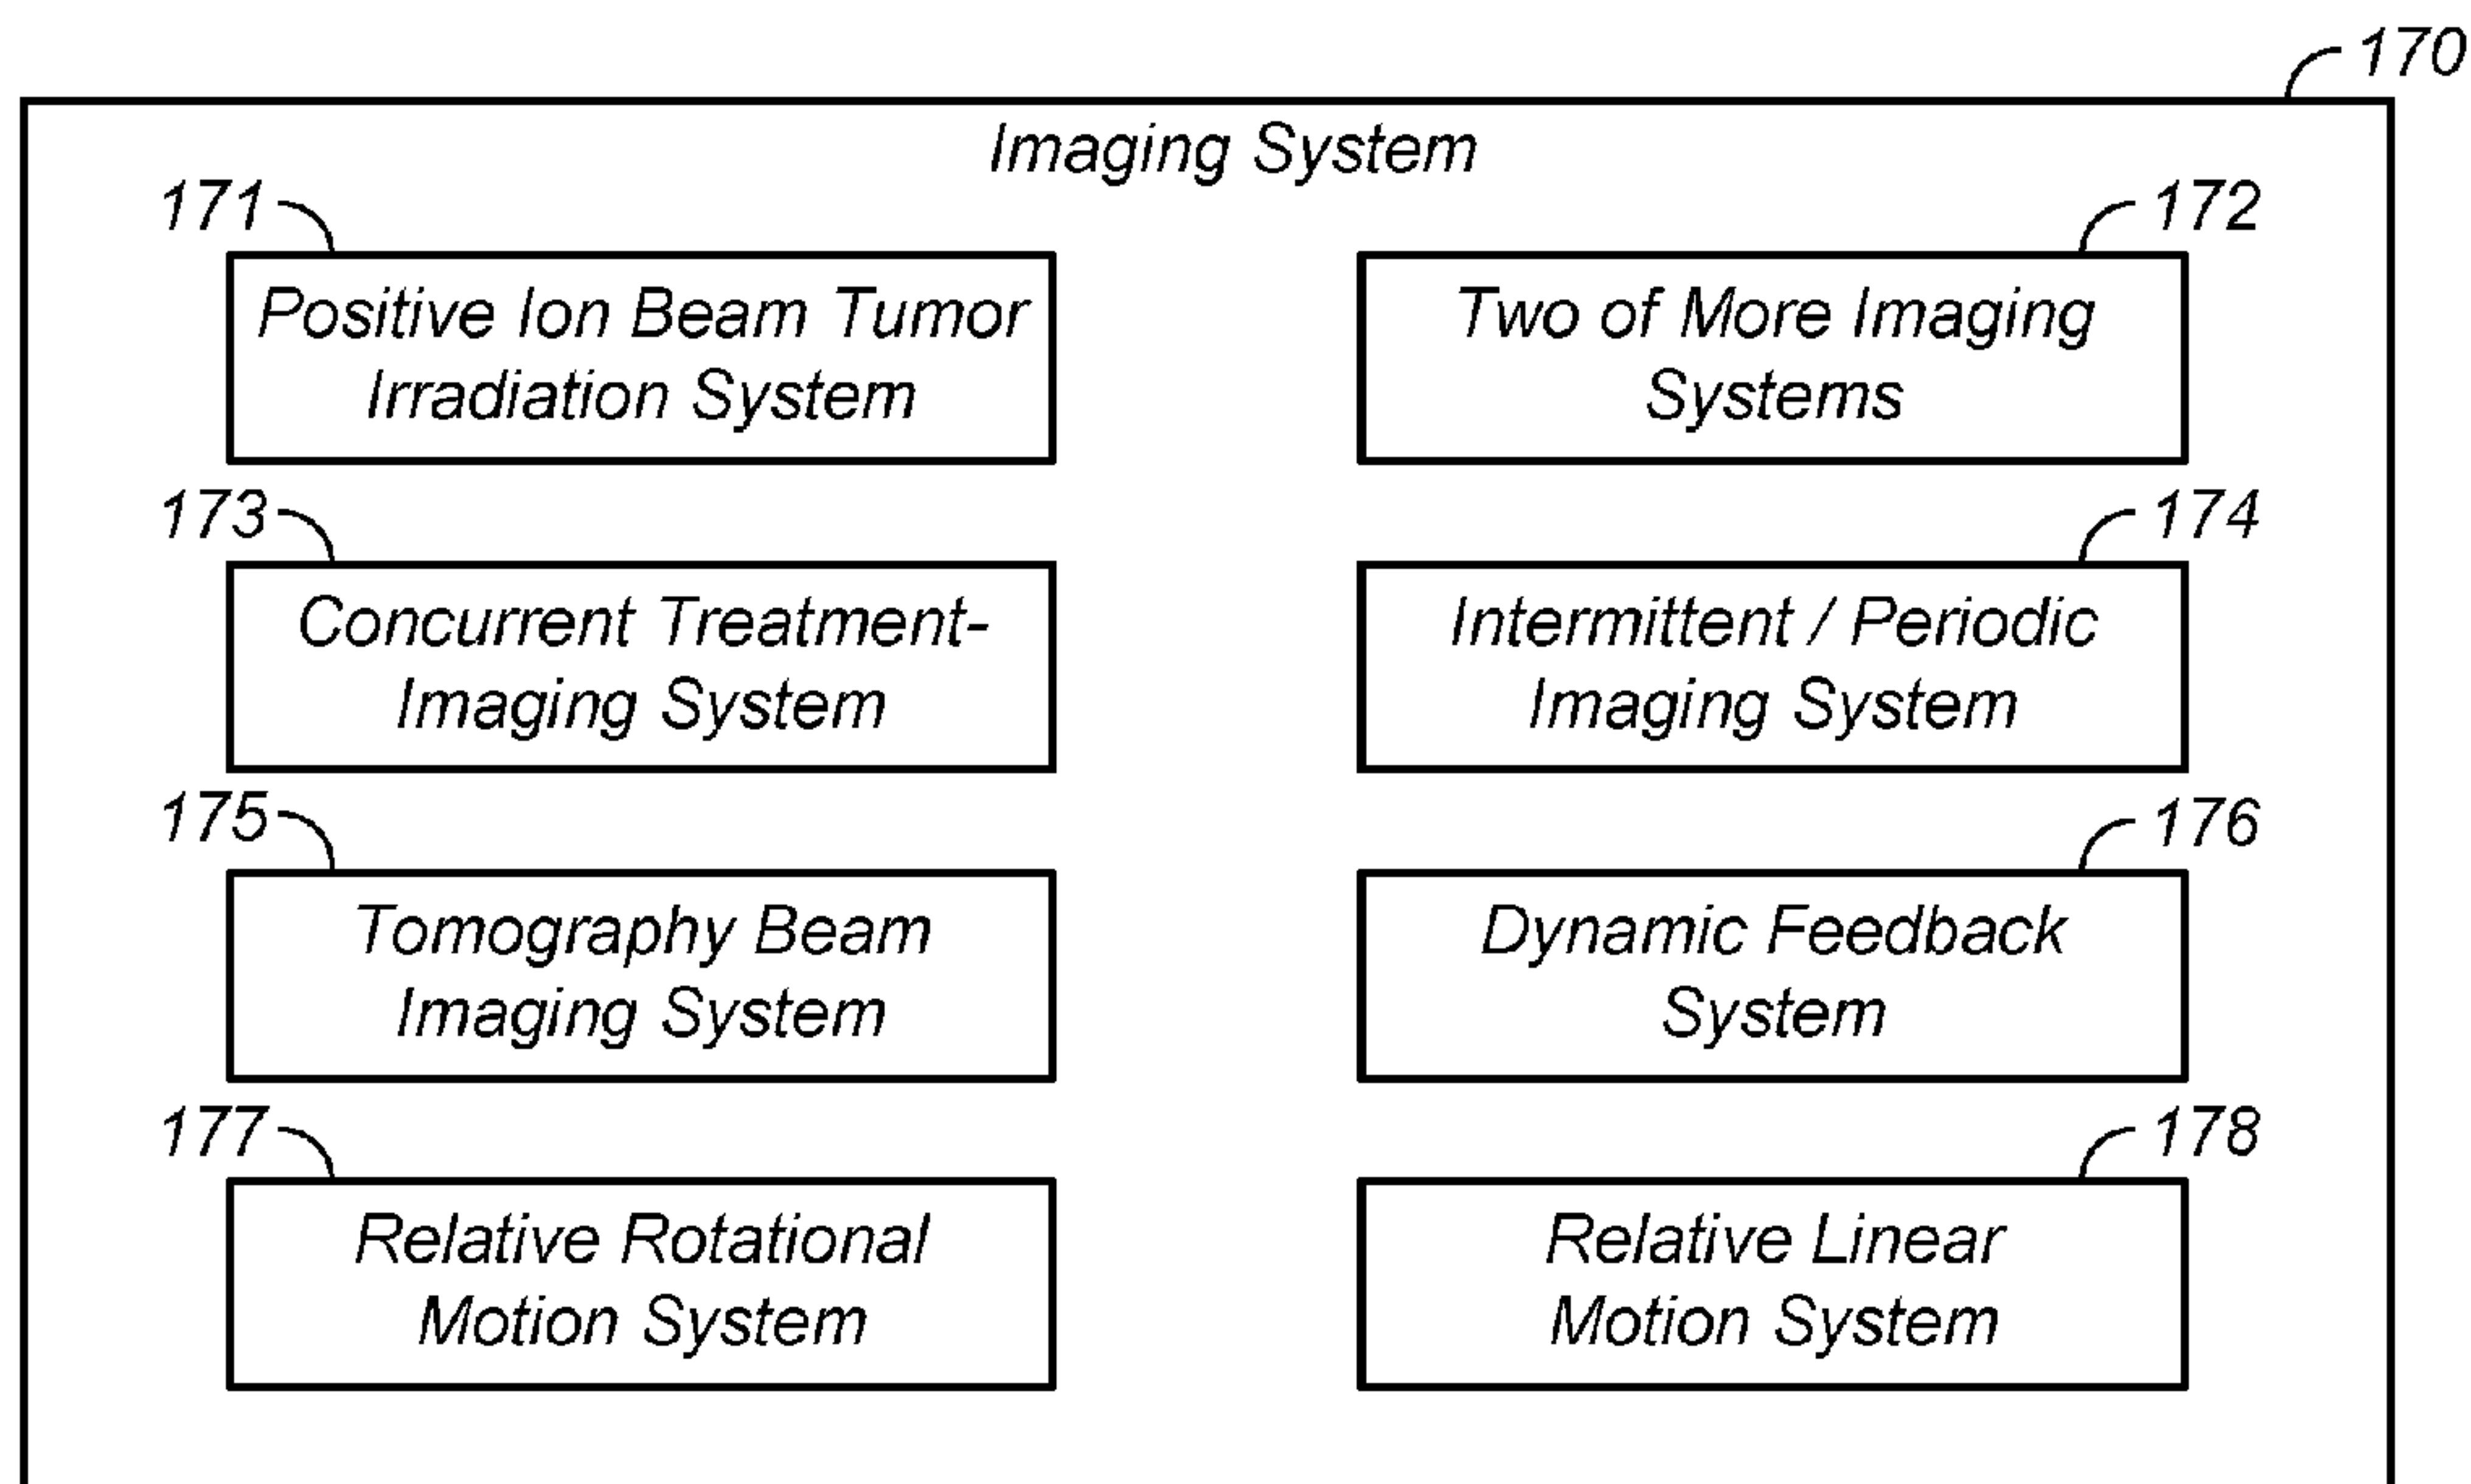 170
Imaging System
171
Positive Ion Beam Tumor
Irradiation System
172
Two of More Imaging
Systems
173
Concurrent Treatment-
Imaging System
174
Intermittent / Periodic
Imaging System
175
Tomography Beam
Imaging System
176
Dynamic Feedback
System
177
Relative Rotational
Motion System
178
Relative Linear
Motion System